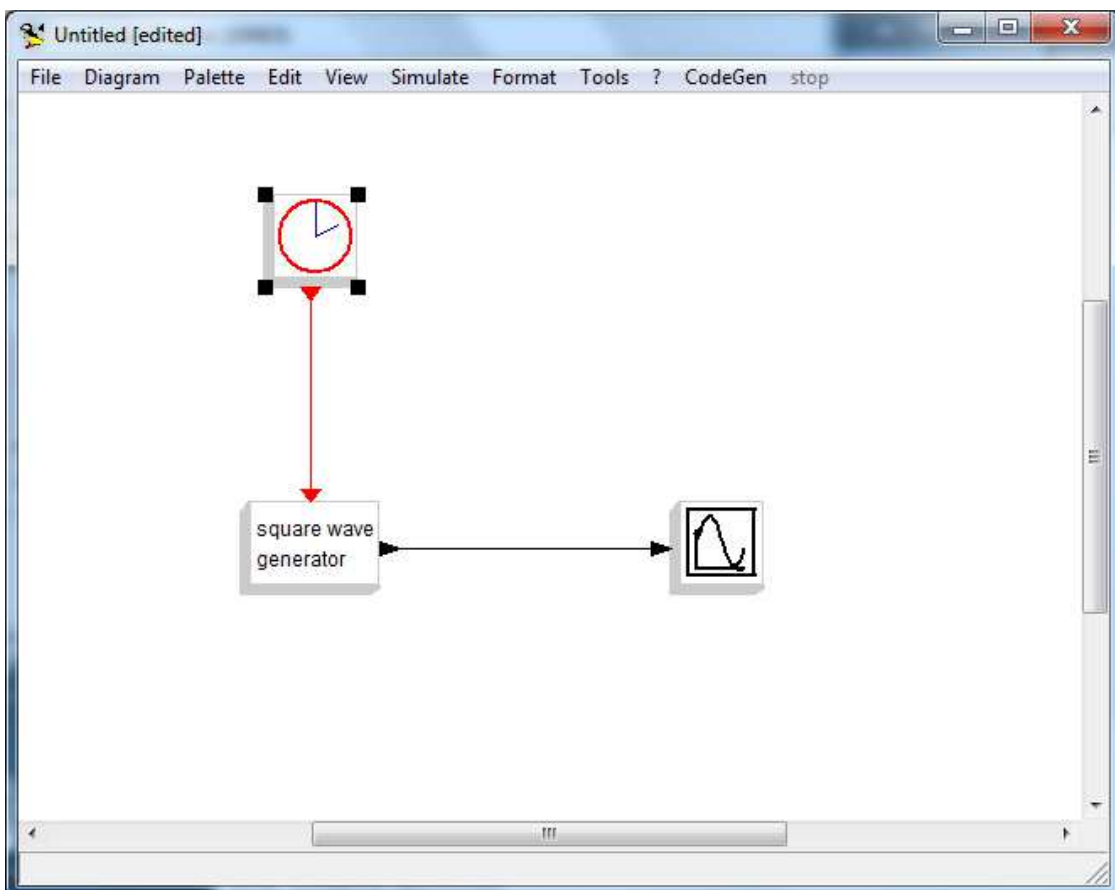 Untitled [edited]
File Diagram Palette Edit View Simulate Format Tools ? CodeGen stop
square wave
generator